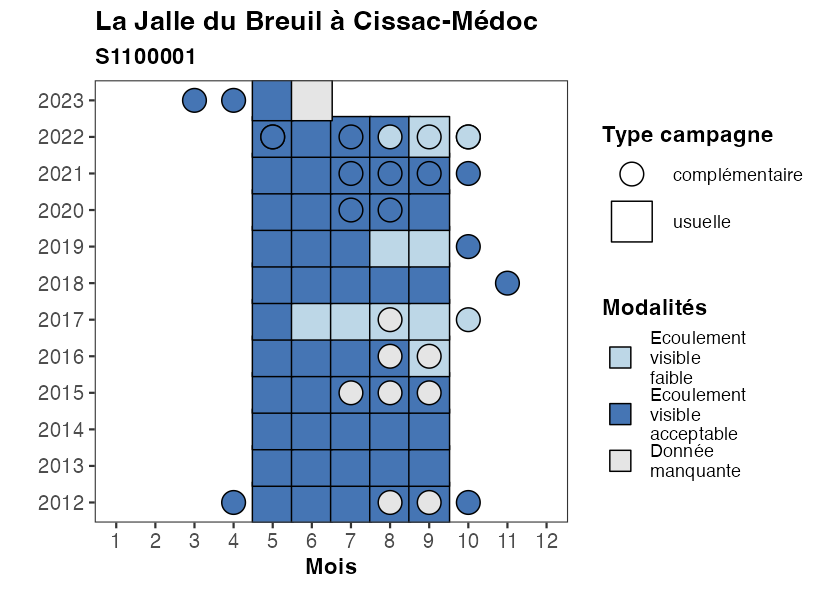 La Jalle du Breuil à Cissac-Médoc
S1100001
2023
2022
2021
2020
2019
2018
2017
2016
2015
2014
2013
2012
1 2 3 4 5 6 7 8 9 10 11 12
Mois
Type campagne
complémentaire
usuelle
Modalités
Ecoulement
visible
faible
Ecoulement
visible
acceptable
Donnée
manquante